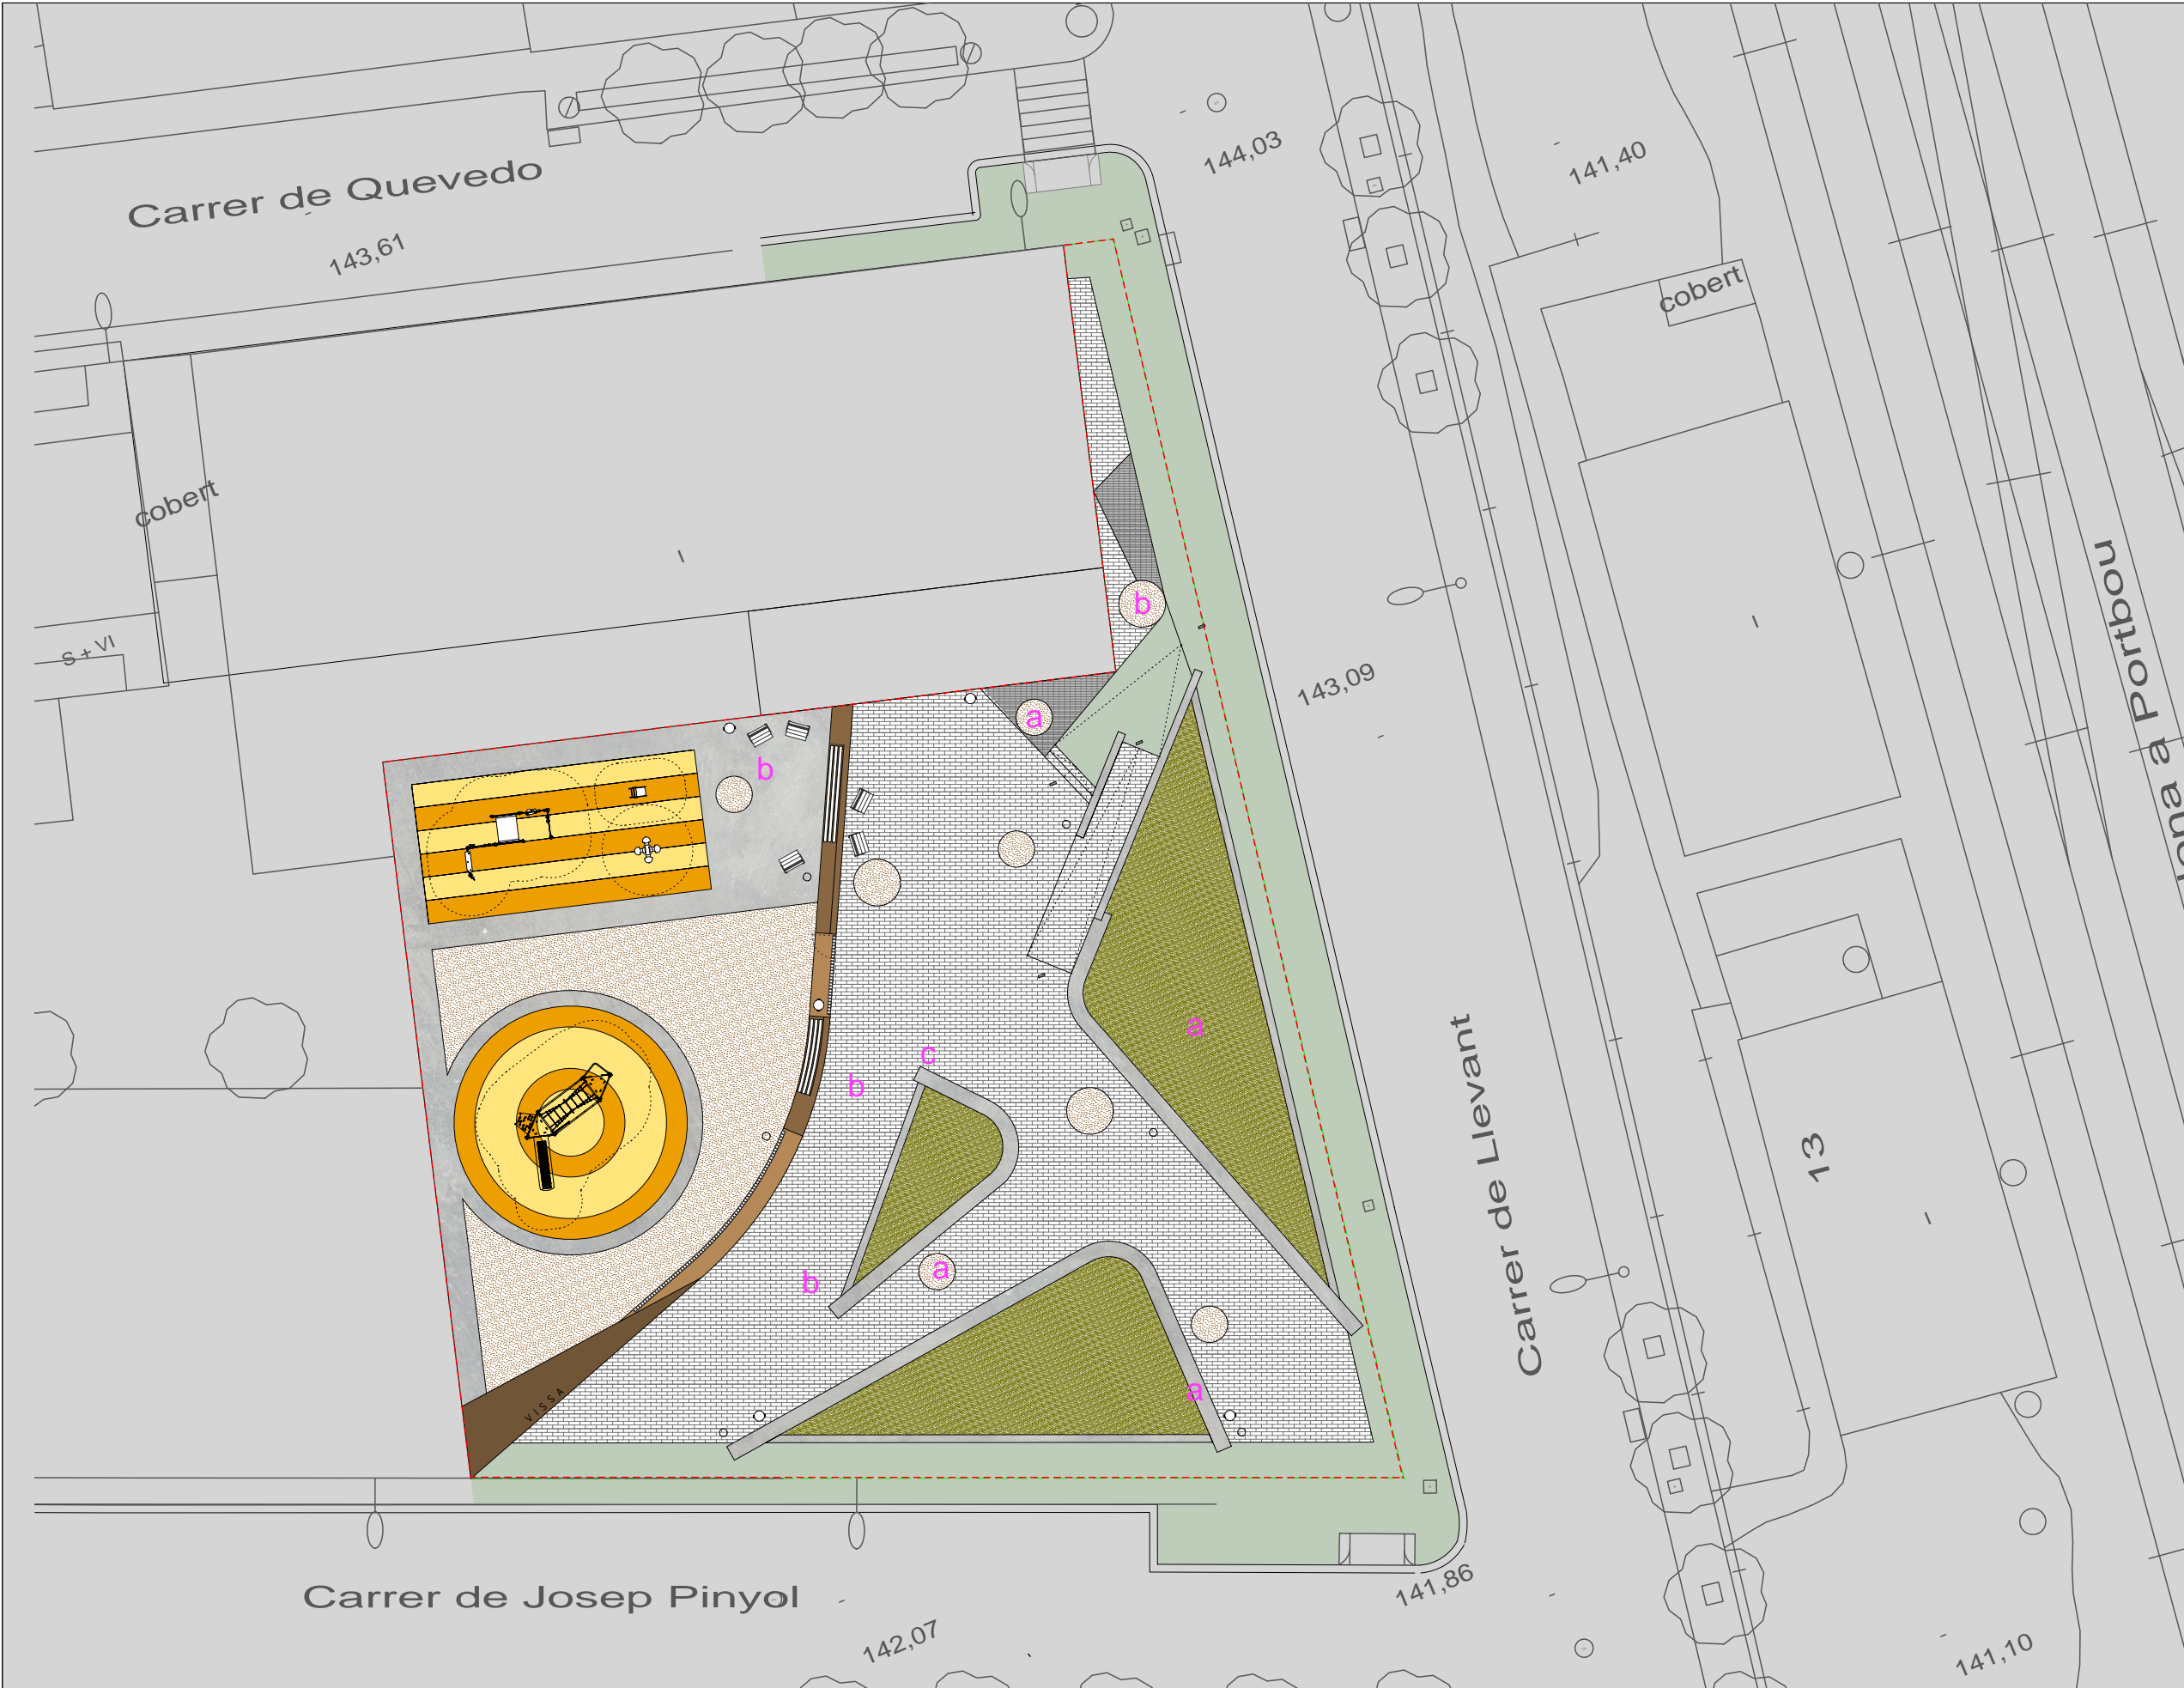 Carrer de Quevedo
144,03
141,40
143,61
cobert
cobert
I
b
I
S + VI
143,09
a
b
a Portbou
a
c
b
13
I
Carrer de Llevant
a
b
a
VISSA
Carrer de Josep Pinyol
141,86
142,07
141,10